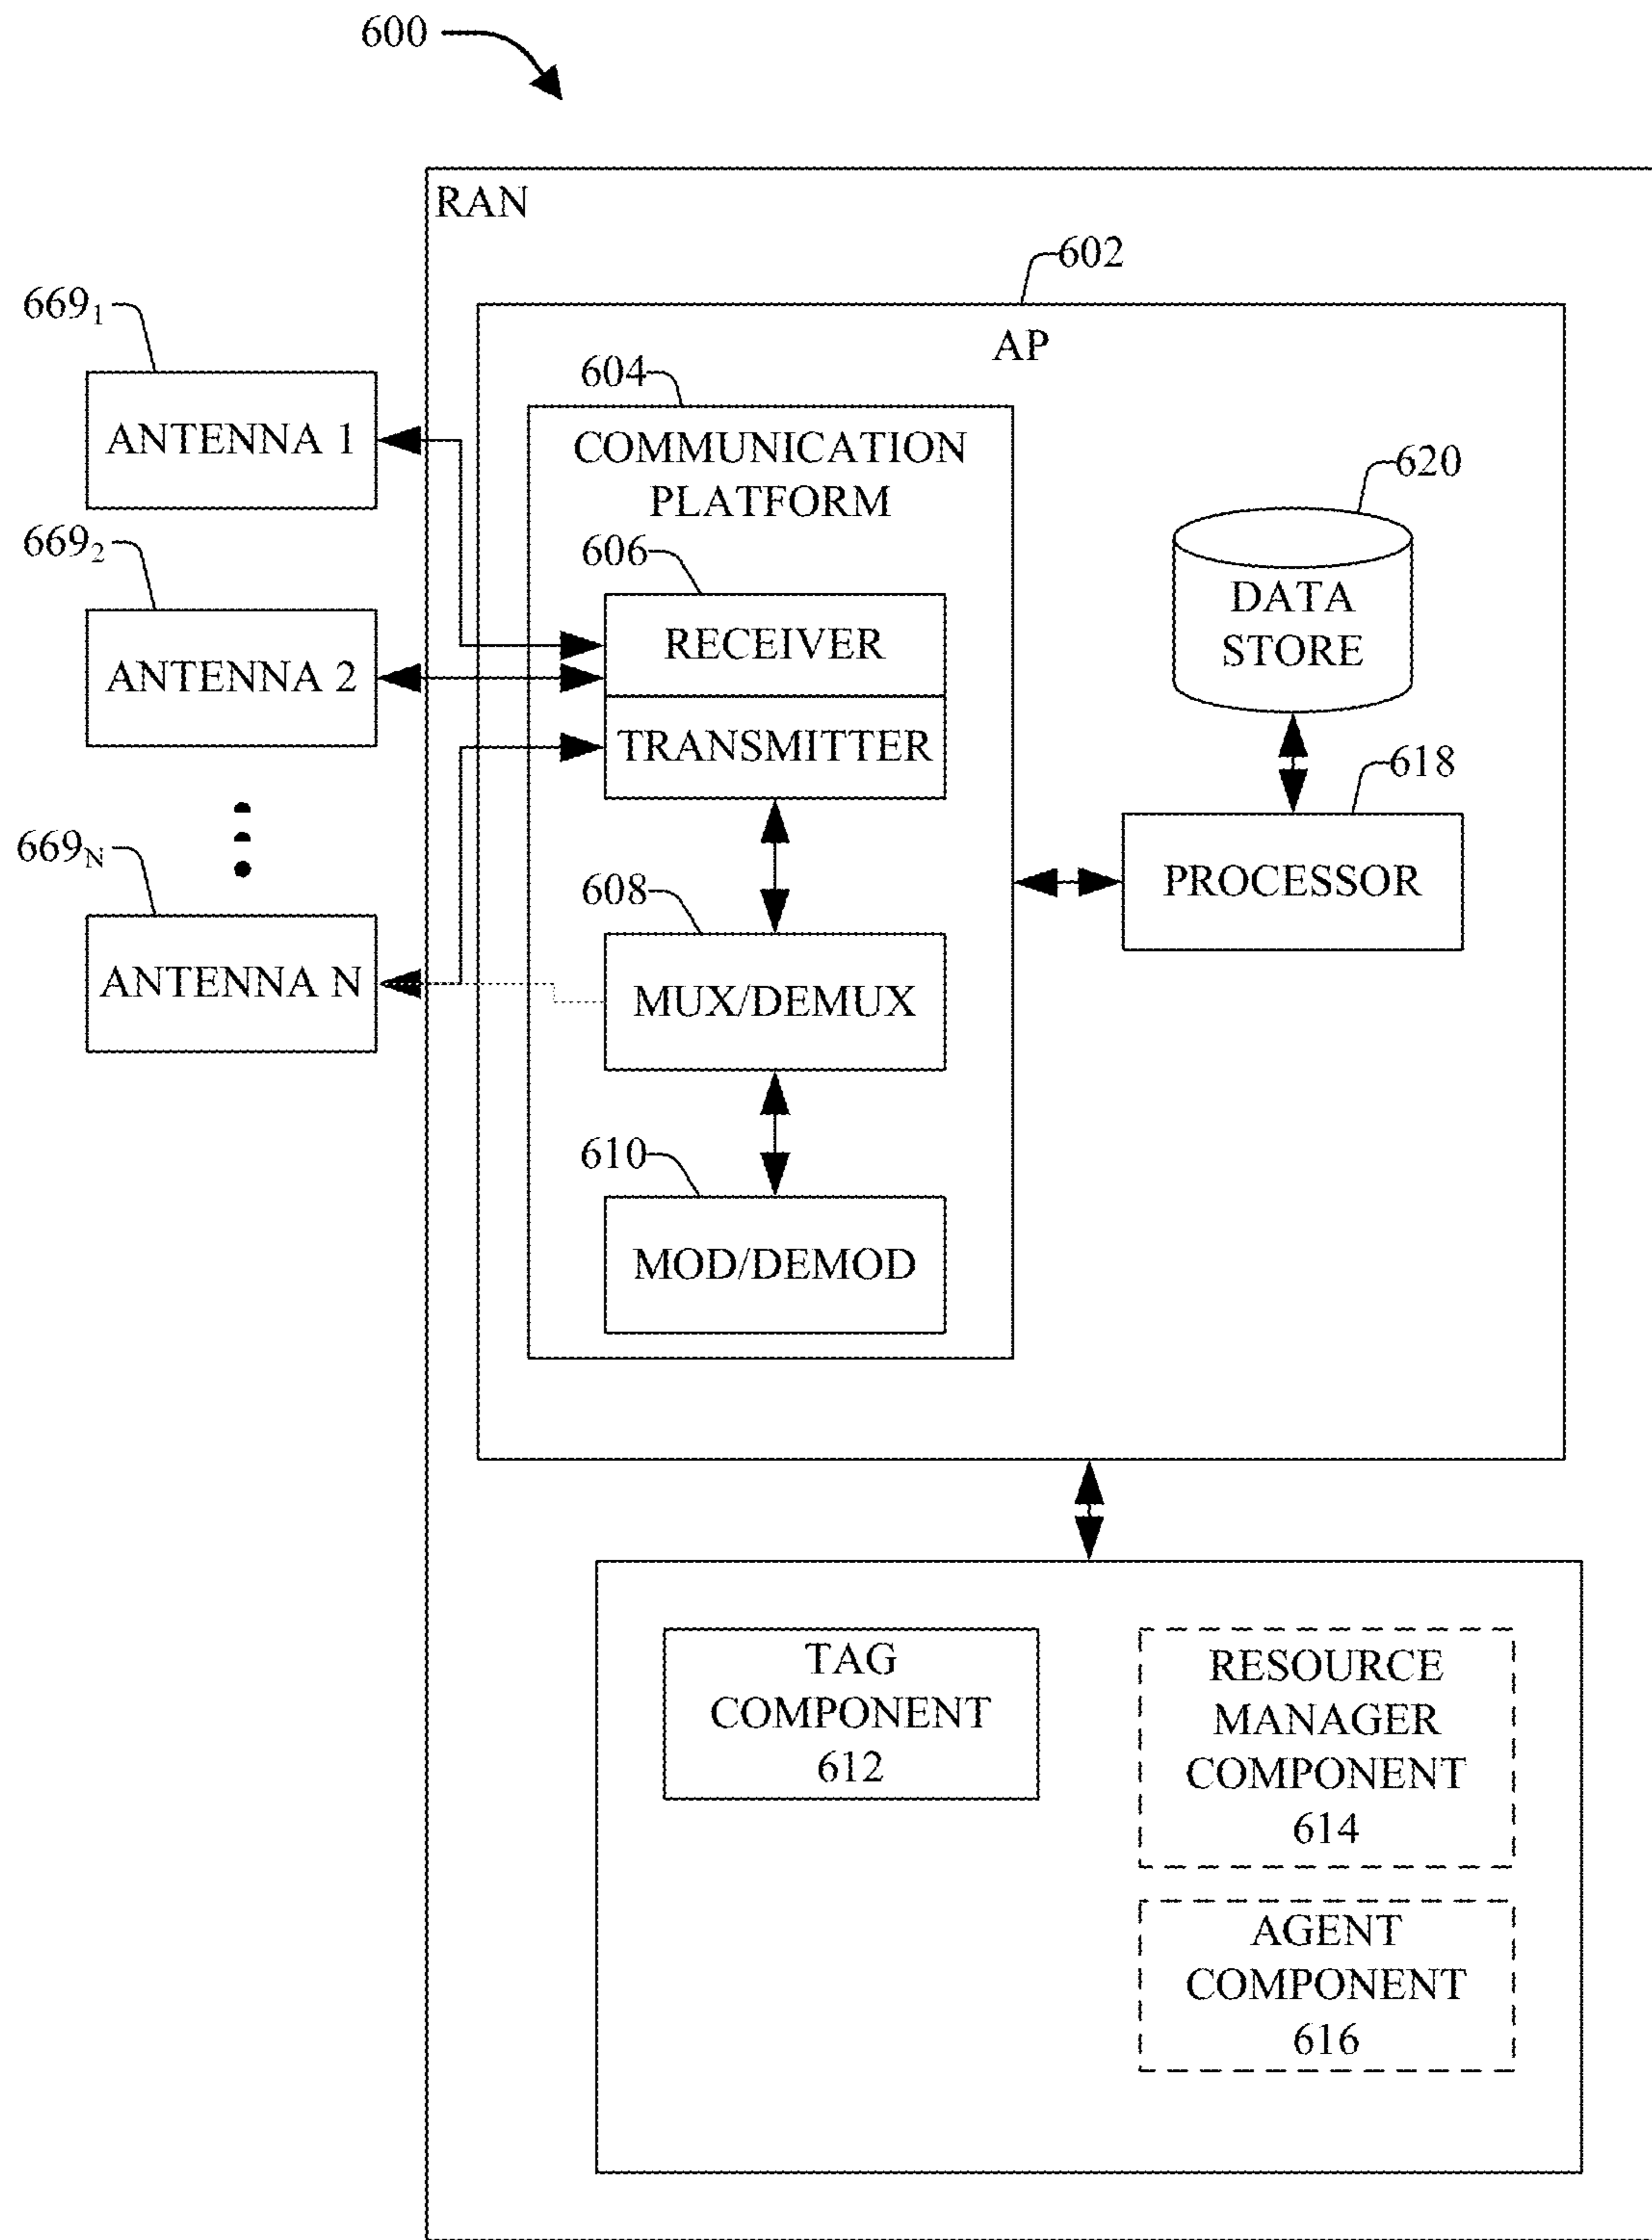 600
RAN
602
AP
669₁
ANTENNA 1
604
COMMUNICATION
PLATFORM
620
DATA
STORE
669₂
ANTENNA 2
606
RECEIVER
TRANSMITTER
618
PROCESSOR
669N
ANTENNA N
608
MUX/DEMUX
610
MOD/DEMOD
TAG
COMPONENT
612
RESOURCE
MANAGER
COMPONENT
614
AGENT
COMPONENT
616